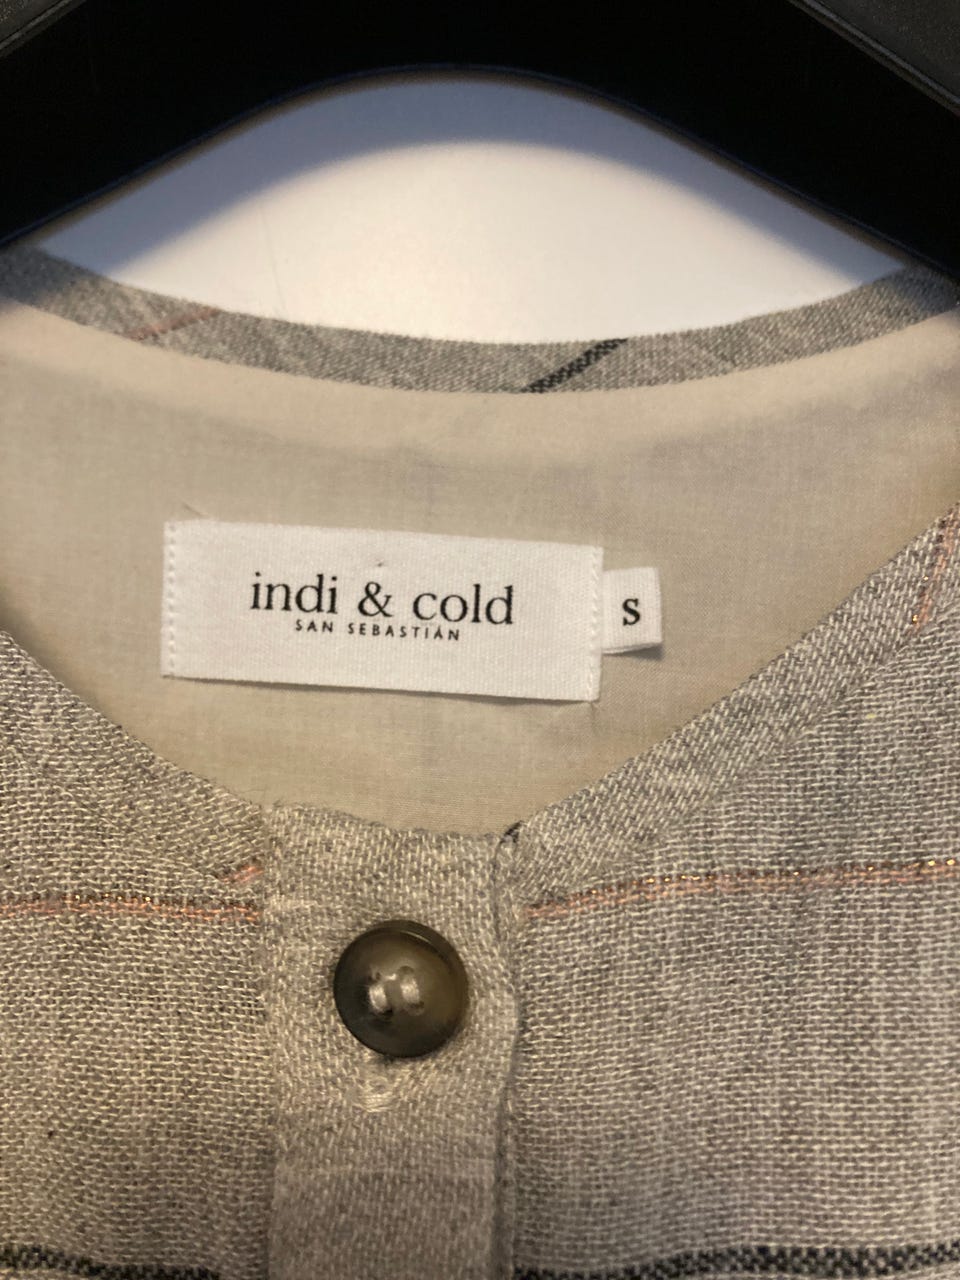 indi & cold
SAN SEBASTIÁN
S